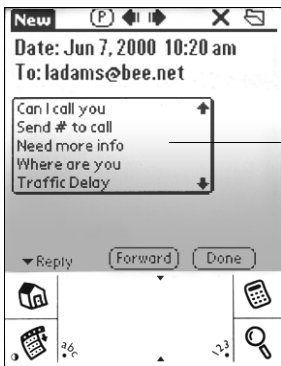 New (P)
Date: Jun 7, 2000 10:20 am
To: ladams@bee.net
Can I call you
Send # to call
Need more info
Where are you
Traffic Delay
Reply Forward Done
abc 123